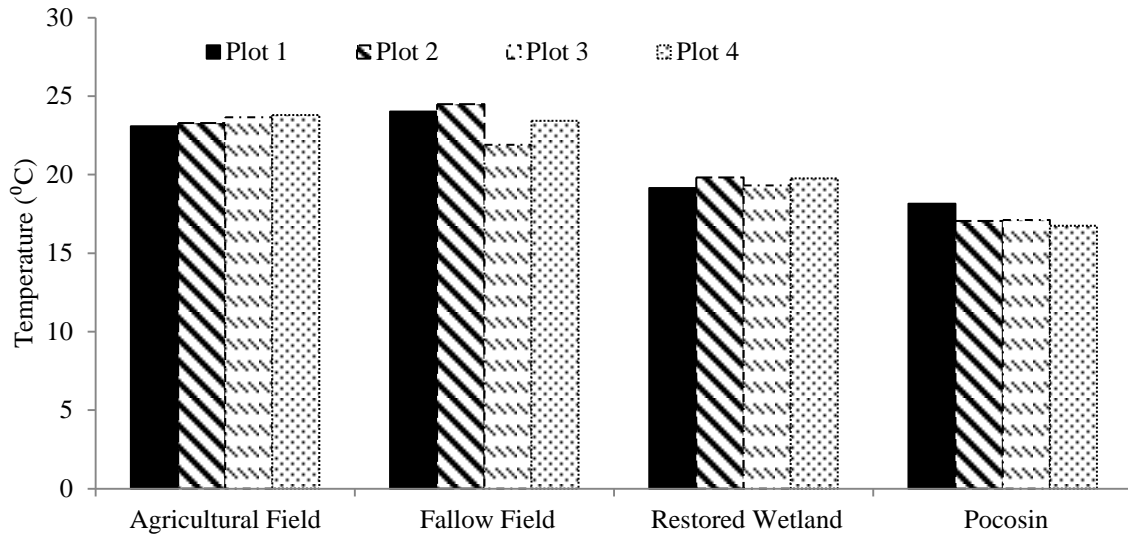 30
25
20
15
10
5
0
Temperature (⁰C)
Plot 1 Plot 2 Plot 3 Plot 4
Agricultural Field Fallow Field Restored Wetland Pocosin